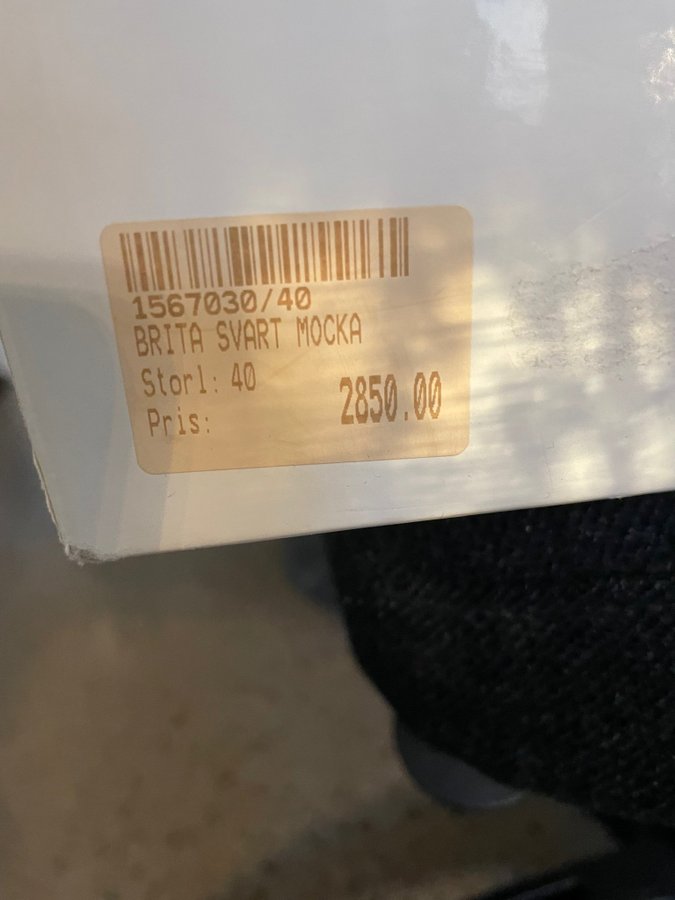 1567030/40
BRITA SVART MOCKA
Storl: 40
Pris: 2850.00